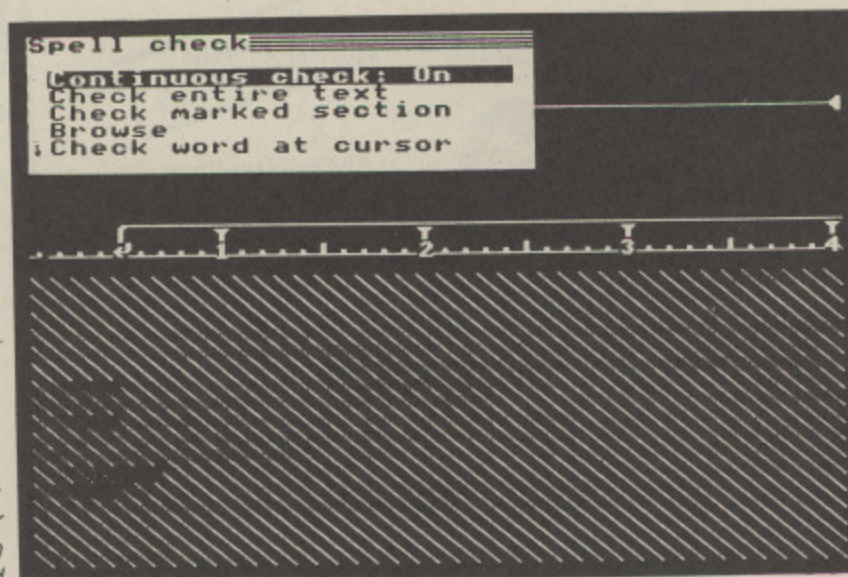 Spell check
Continuous check: On
Check entire text
Check marked section
Browse
Check word at cursor
1 2 3 4